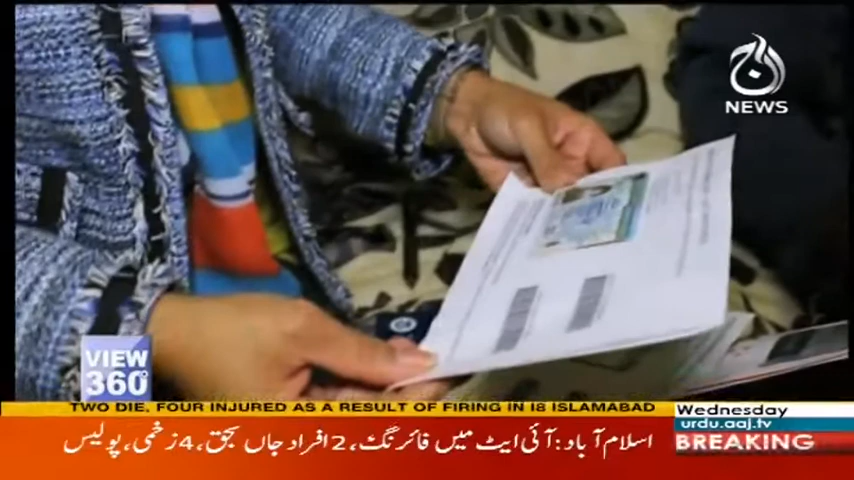 آج
NEWS
VIEW
360°
TWO DIE, FOUR INJURED AS A RESULT OF FIRING IN I8 ISLAMABAD
Wednesday
urdu.aaj.tv
BREAKING
اسلام آباد: آئی ایٹ میں فائرنگ، 2 افراد جاں بحق، 4 زخمی، پولیس